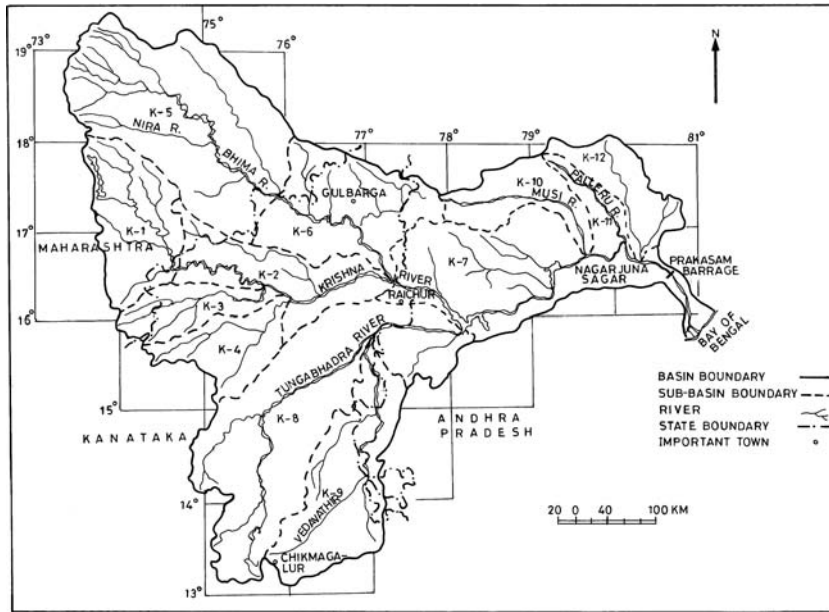 75°
N
19°
73°
76°
K-5
NIRA R.
18°
77°
78°
79°
81°
K-12
BHIMA R.
PALLERU R.
GULBARGA
K-10
MUSI R.
K-11
K-1
17°
K-6
MAHARASHTRA
K-7
PRAKASAM
BARRAGE
K-2
NAGARJUNA
SAGAR
KRISHNA RIVER
K-3
RAICHUR
15°
K-4
BAY OF
BENGAL
TUNGABHADRA RIVER
BASIN BOUNDARY
SUB-BASIN BOUNDARY
15°
ANDHRA
PRADESH
RIVER
KANATAKA
K-8
STATE BOUNDARY
IMPORTANT TOWN
K-9
14°
VEDAVATHI R.
20 0 40 60 100 KM
CHIKMAGA-
LUR
13°